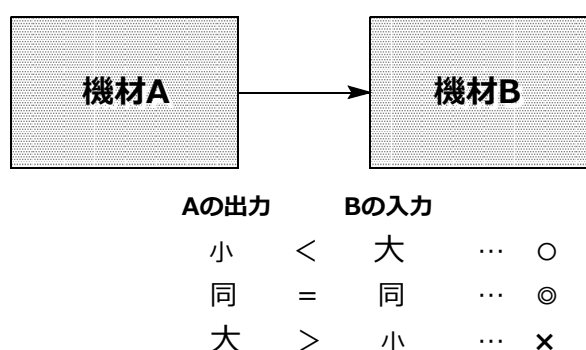 機材A
機材B
Aの出力 Bの入力
小 < 大 … ○
同 = 同 … ◎
大 > 小 … ×